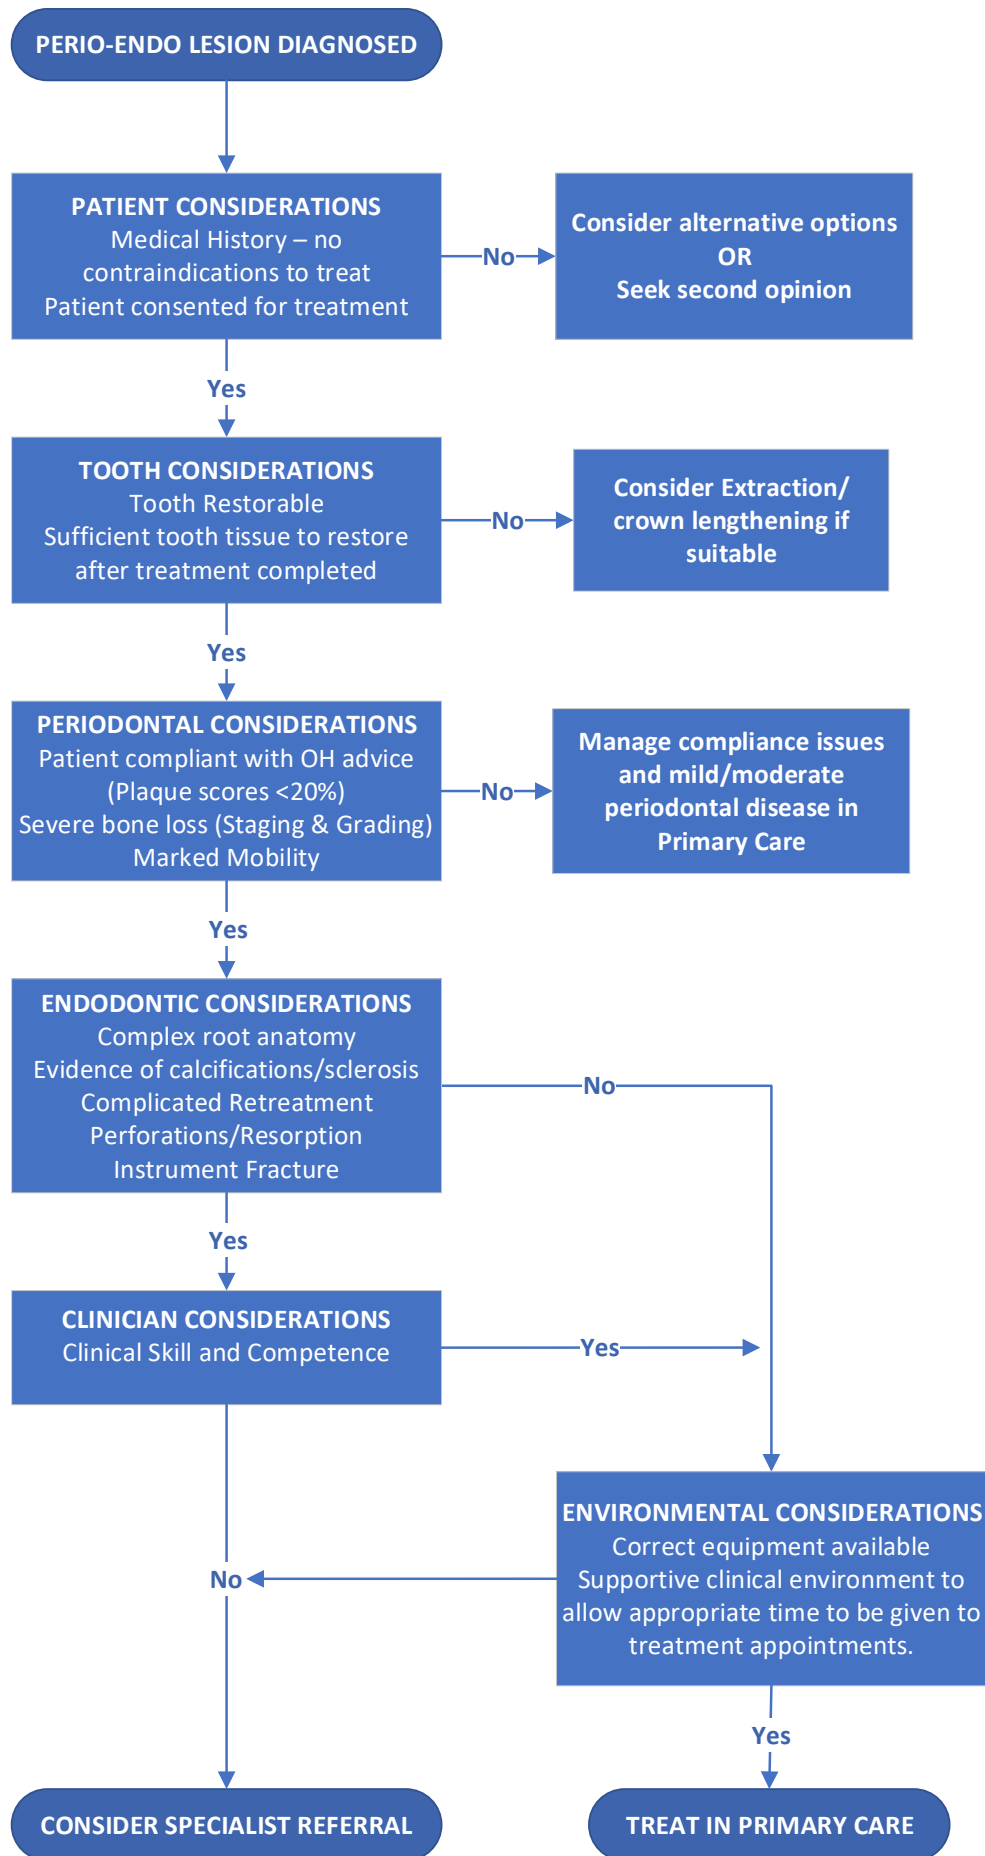 PERIO-ENDO LESION DIAGNOSED
PATIENT CONSIDERATIONS
Medical History – no
contraindications to treat
Patient consented for treatment
No
Consider alternative options
OR
Seek second opinion
Yes
TOOTH CONSIDERATIONS
Tooth Restorable
Sufficient tooth tissue to restore
after treatment completed
No
Consider Extraction/
crown lengthening if
suitable
Yes
PERIODONTAL CONSIDERATIONS
Patient compliant with OH advice
(Plaque scores <20%)
Severe bone loss (Staging & Grading)
Marked Mobility
No
Manage compliance issues
and mild/moderate
periodontal disease in
Primary Care
Yes
ENDODONTIC CONSIDERATIONS
Complex root anatomy
Evidence of calcifications/sclerosis
Complicated Retreatment
Perforations/Resorption
Instrument Fracture
No
Yes
CLINICIAN CONSIDERATIONS
Clinical Skill and Competence
Yes
ENVIRONMENTAL CONSIDERATIONS
Correct equipment available
Supportive clinical environment to
allow appropriate time to be given to
treatment appointments.
No
Yes
CONSIDER SPECIALIST REFERRAL
TREAT IN PRIMARY CARE